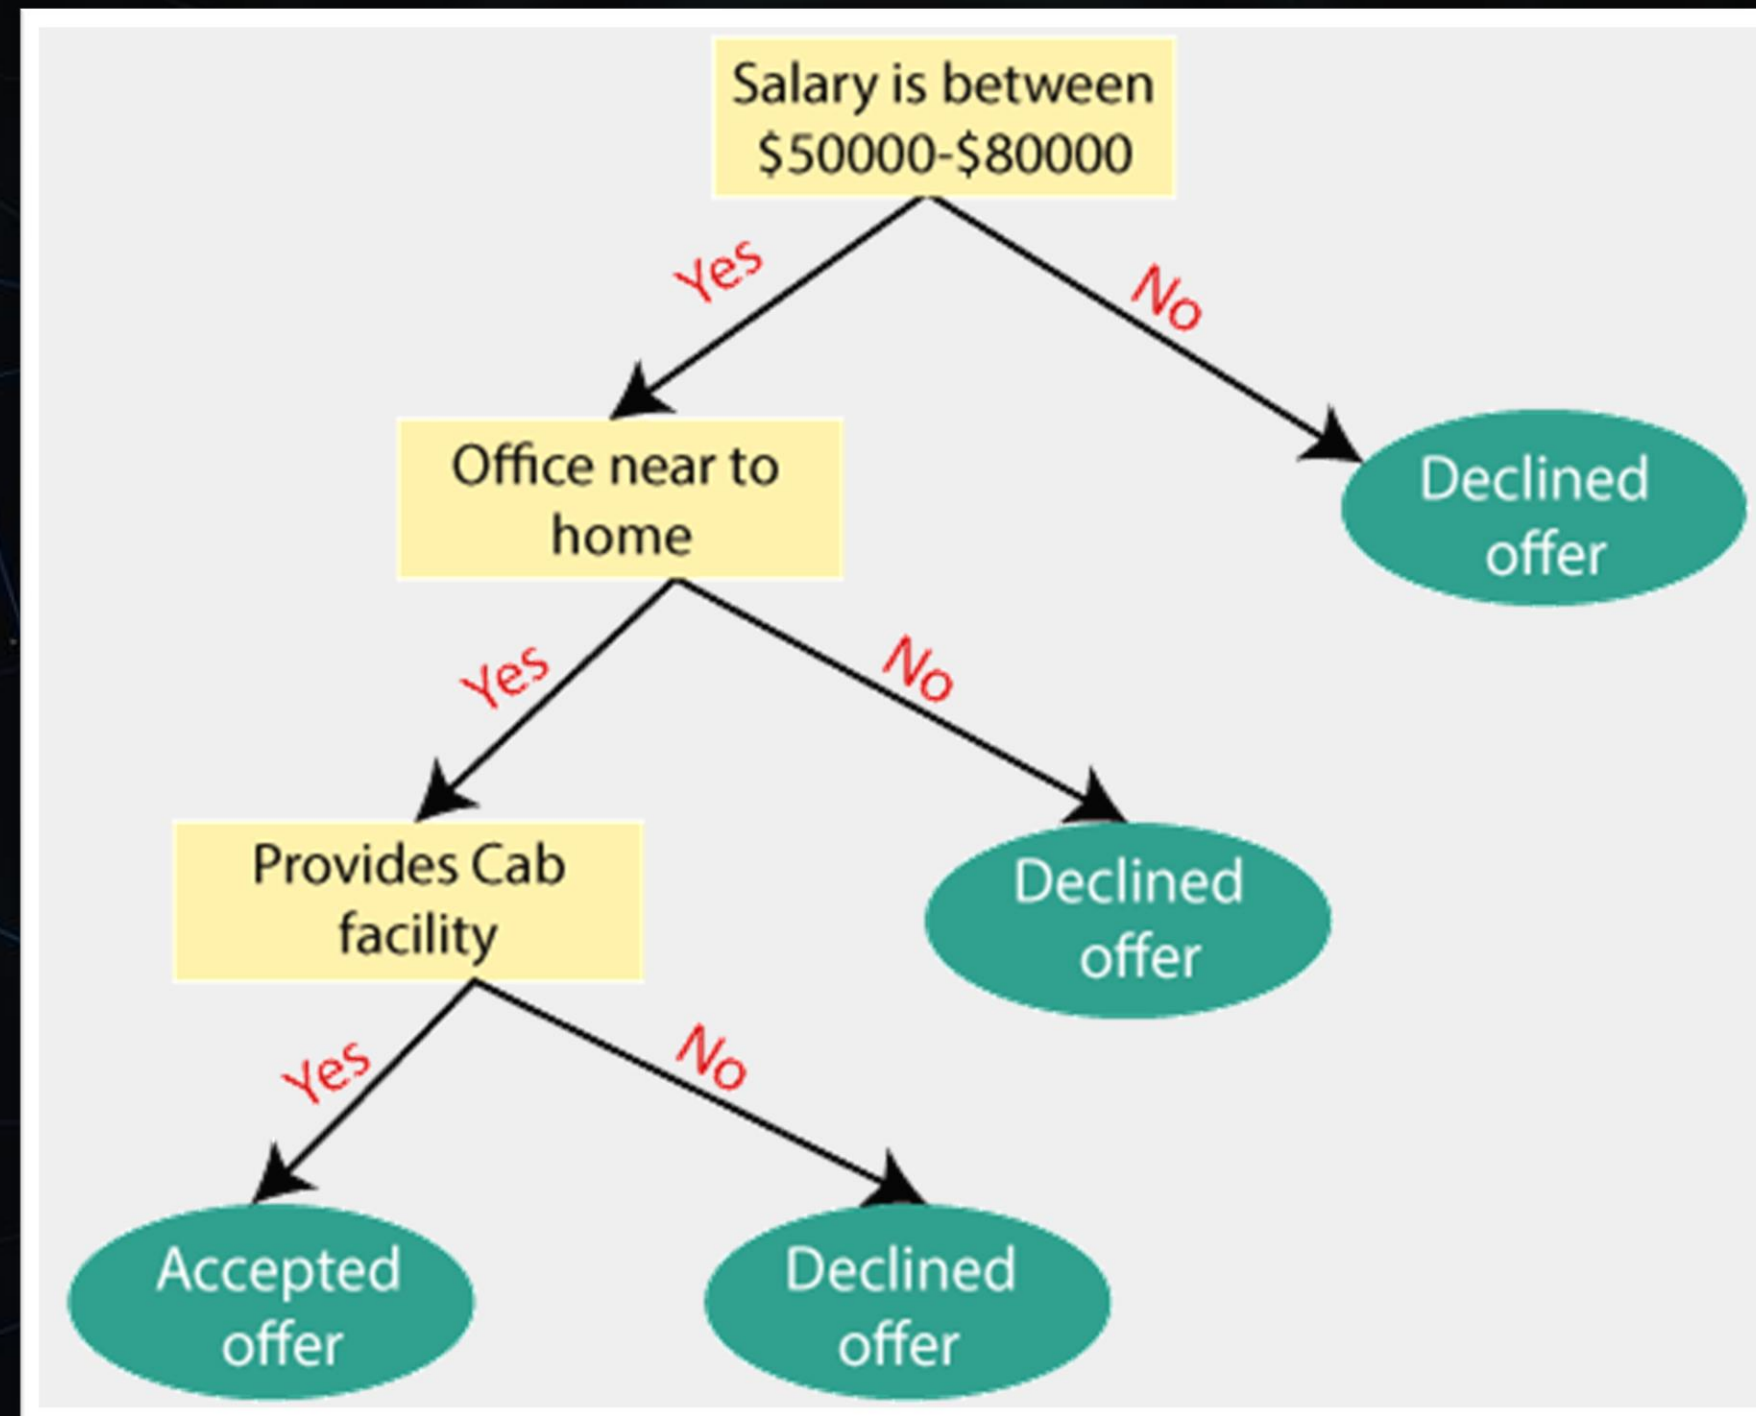 Salary is between
$50000-$80000
Yes
No
Office near to
home
Declined
offer
Yes
No
Provides Cab
facility
Declined
offer
Yes
No
Accepted
offer
Declined
offer